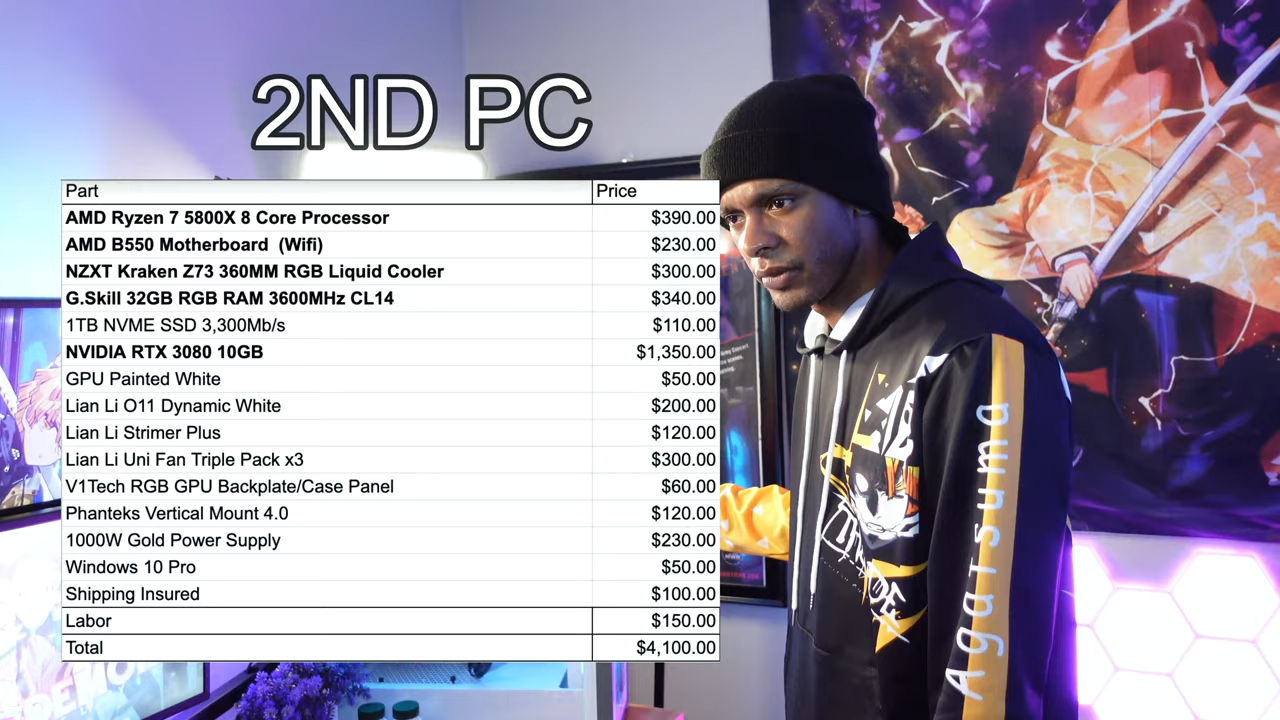 2ND PC
Part Price
AMD Ryzen 7 5800X 8 Core Processor $390.00
AMD B550 Motherboard (Wifi) $230.00
NZXT Kraken Z73 360MM RGB Liquid Cooler $300.00
G.Skill 32GB RGB RAM 3600MHz CL14 $340.00
1TB NVME SSD 3,300Mb/s $110.00
NVIDIA RTX 3080 10GB $1,350.00
GPU Painted White $50.00
Lian Li O11 Dynamic White $200.00
Lian Li Strimer Plus $120.00
Lian Li Uni Fan Triple Pack x3 $300.00
V1Tech RGB GPU Backplate/Case Panel $60.00
Phanteks Vertical Mount 4.0 $120.00
1000W Gold Power Supply $230.00
Windows 10 Pro $50.00
Shipping Insured $100.00
Labor $150.00
Total $4,100.00
Agatsuma